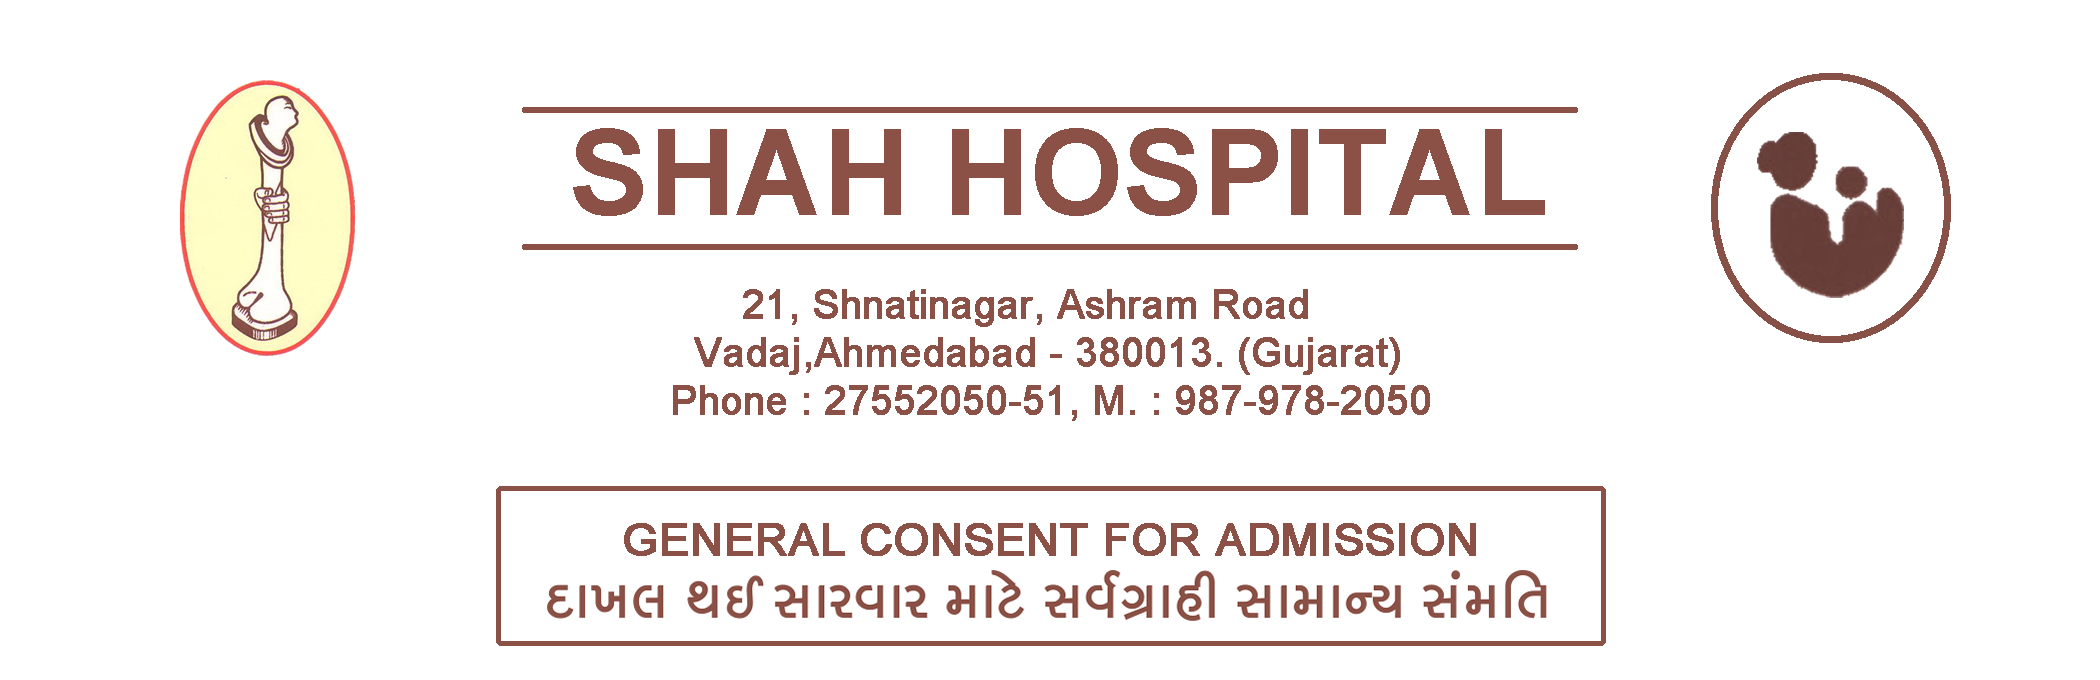 SHAH HOSPITAL
21, Shnatinagar, Ashram Road
Vadaj,Ahmedabad - 380013. (Gujarat)
Phone : 27552050-51, M. : 987-978-2050
GENERAL CONSENT FOR ADMISSION
દાખલ થઈ સારવાર માટે સર્વગ્રાહી સામાન્ય સંમતિ